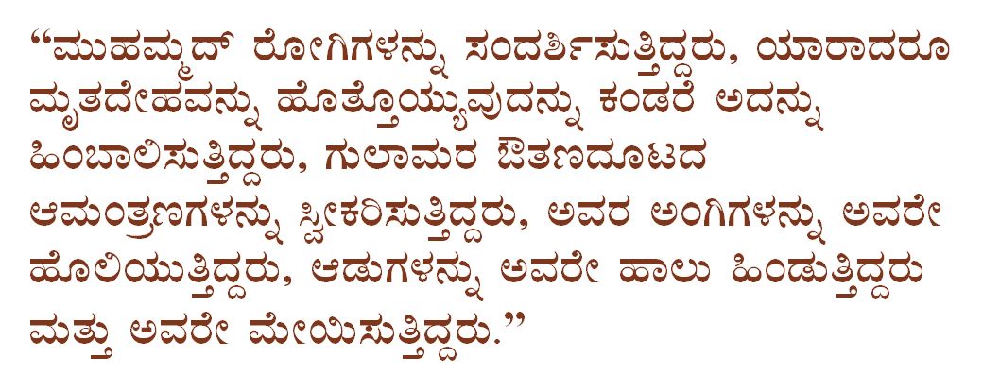 “ಮುಹಮ್ಮದ್ ರೋಗಿಗಳನ್ನು ಸಂದರ್ಶಿಸುತ್ತಿದ್ದರು, ಯಾರಾದರೂ
ಮೃತದೇಹವನ್ನು ಹೊತ್ತೊಯ್ಯುವುದನ್ನು ಕಂಡರೆ ಅದನ್ನು
ಹಿಂಬಾಲಿಸುತ್ತಿದ್ದರು, ಗುಲಾಮರ ಔತಣದೂಟದ
ಆಮಂತ್ರಣಗಳನ್ನು ಸ್ವೀಕರಿಸುತ್ತಿದ್ದರು, ಅವರ ಅಂಗಿಗಳನ್ನು ಅವರೇ
ಹೊಲಿಯುತ್ತಿದ್ದರು, ಆಡುಗಳನ್ನು ಅವರೇ ಹಾಲು ಹಿಂಡುತ್ತಿದ್ದರು
ಮತ್ತು ಅವರೇ ಮೇಯಿಸುತ್ತಿದ್ದರು.”